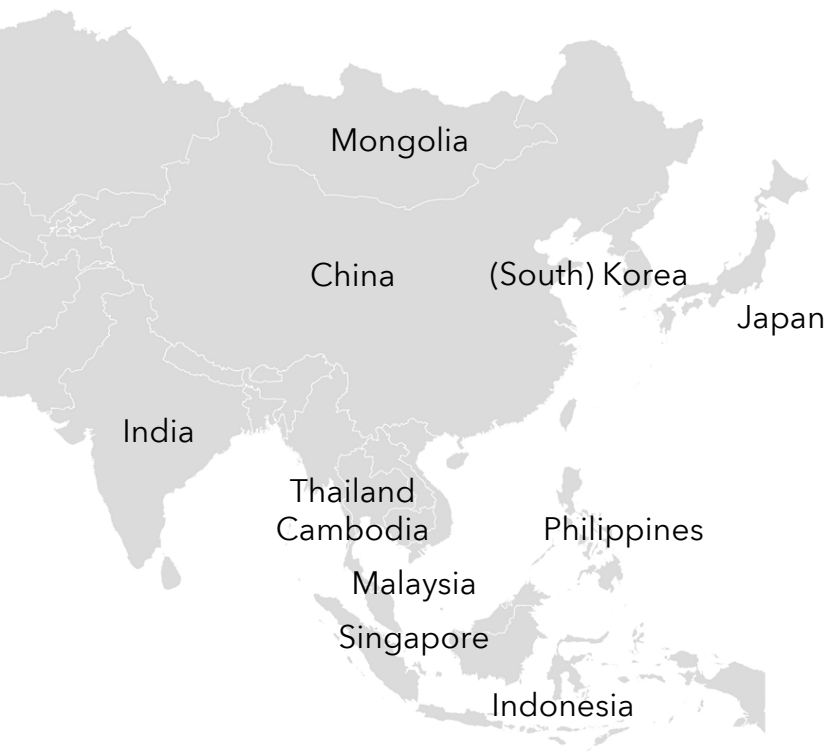 Mongolia
China
(South) Korea
Japan
India
Thailand
Cambodia
Philippines
Malaysia
Singapore
Indonesia